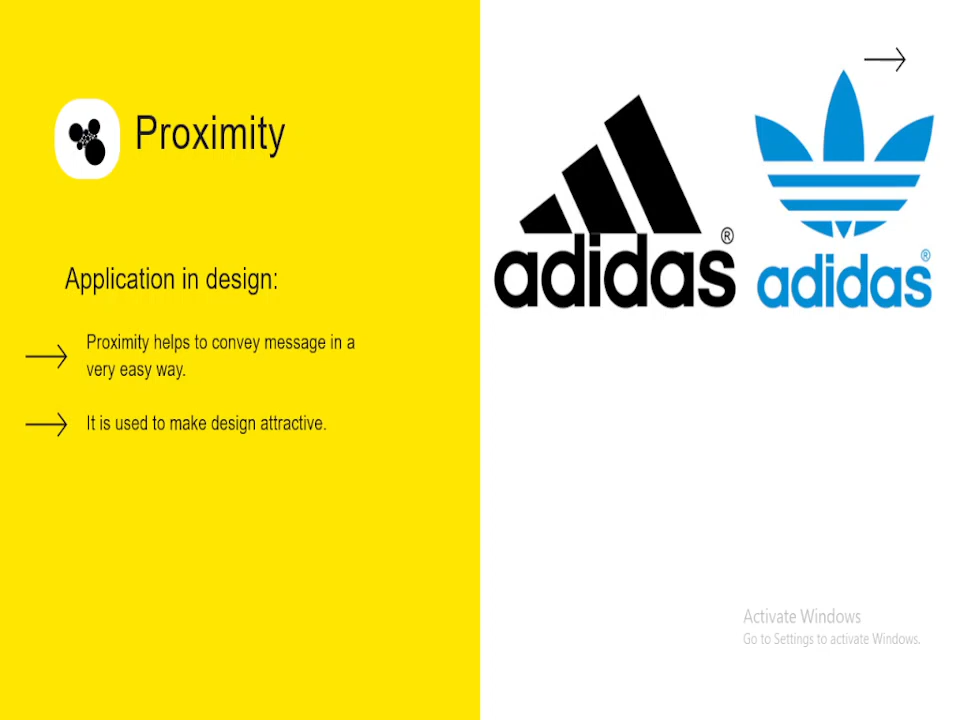 Proximity
Application in design:
Proximity helps to convey message in a
very easy way.
It is used to make design attractive.
adidas®
adidas®
Activate Windows
Go to Settings to activate Windows.